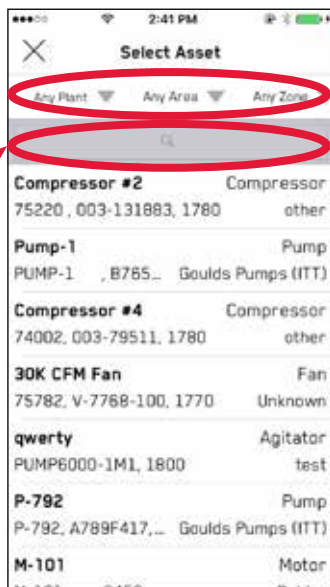 2:41 PM
Select Asset
Any Plant Any Area Any Zone
Compressor #2 Compressor
75220 , 003-131883, 1780 other
Pump-1 Pump
PUMP-1 , B765... Goulds Pumps (ITT)
Compressor #4 Compressor
74002, 003-79511, 1780 other
30K CFM Fan Fan
75782, V-7768-100, 1770 Unknown
qwerty Agitator
PUMP6000-1M1, 1800 test
P-792 Pump
P-792, A789F417,... Goulds Pumps (ITT)
M-101 Motor